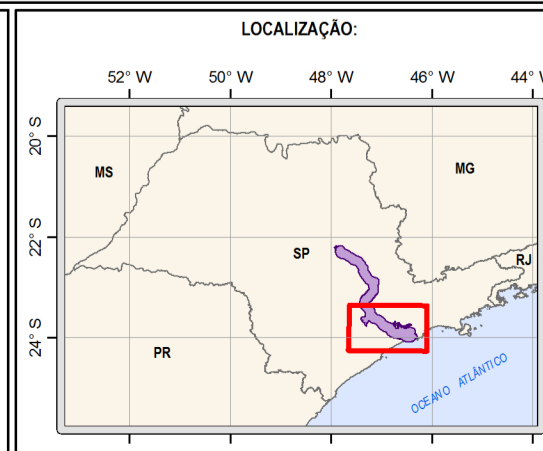 LOCALIZAÇÃO:
52° W 50° W 48° W 46° W 44° W
20° S
MS MG
22° S
SP RJ
24° S
PR
OCEANO ATLÂNTICO